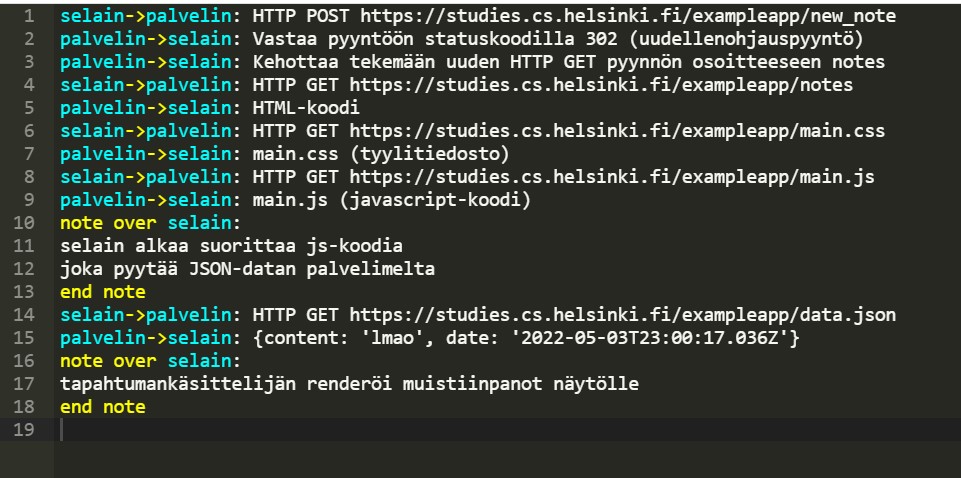 1 selain->palvelin: HTTP POST https://studies.cs.helsinki.fi/exampleapp/new_note
2 palvelin->selain: Vastaa pyyntöön statuskoodilla 302 (uudellenohjauspyyntö)
3 palvelin->selain: Kehottaa tekemään uuden HTTP GET pyynnön osoitteeseen notes
4 selain->palvelin: HTTP GET https://studies.cs.helsinki.fi/exampleapp/notes
5 palvelin->selain: HTML-koodi
6 selain->palvelin: HTTP GET https://studies.cs.helsinki.fi/exampleapp/main.css
7 palvelin->selain: main.css (tyylitiedosto)
8 selain->palvelin: HTTP GET https://studies.cs.helsinki.fi/exampleapp/main.js
9 palvelin->selain: main.js (javascript-koodi)
10 note over selain:
11 selain alkaa suorittaa js-koodia
12 joka pyytää JSON-datan palvelimelta
13 end note
14 selain->palvelin: HTTP GET https://studies.cs.helsinki.fi/exampleapp/data.json
15 palvelin->selain: {content: 'lmao', date: '2022-05-03T23:00:17.036Z'}
16 note over selain:
17 tapahtumankäsittelijän renderöi muistiinpanot näytölle
18 end note
19